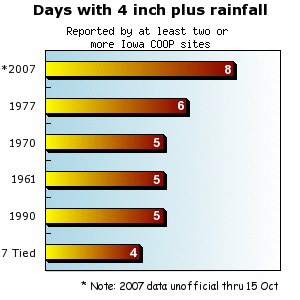 Days with 4 inch plus rainfall
Reported by at least two or
more Iowa COOP sites
*2007 8
1977 6
1970 5
1961 5
1990 5
7 Tied 4
* Note: 2007 data unofficial thru 15 Oct